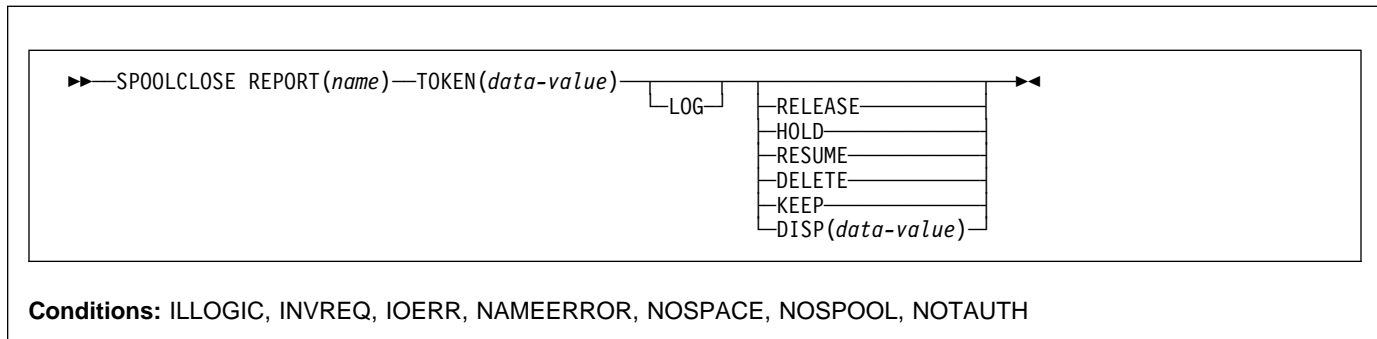 ►►──SPOOLCLOSE REPORT(name)──TOKEN(data-value)──►◄
LOG
RELEASE
HOLD
RESUME
DELETE
KEEP
DISP(data-value)
Conditions: ILLOGIC, INVREQ, IOERR, NAMEERROR, NOSPACE, NOSPOOL, NOTAUTH